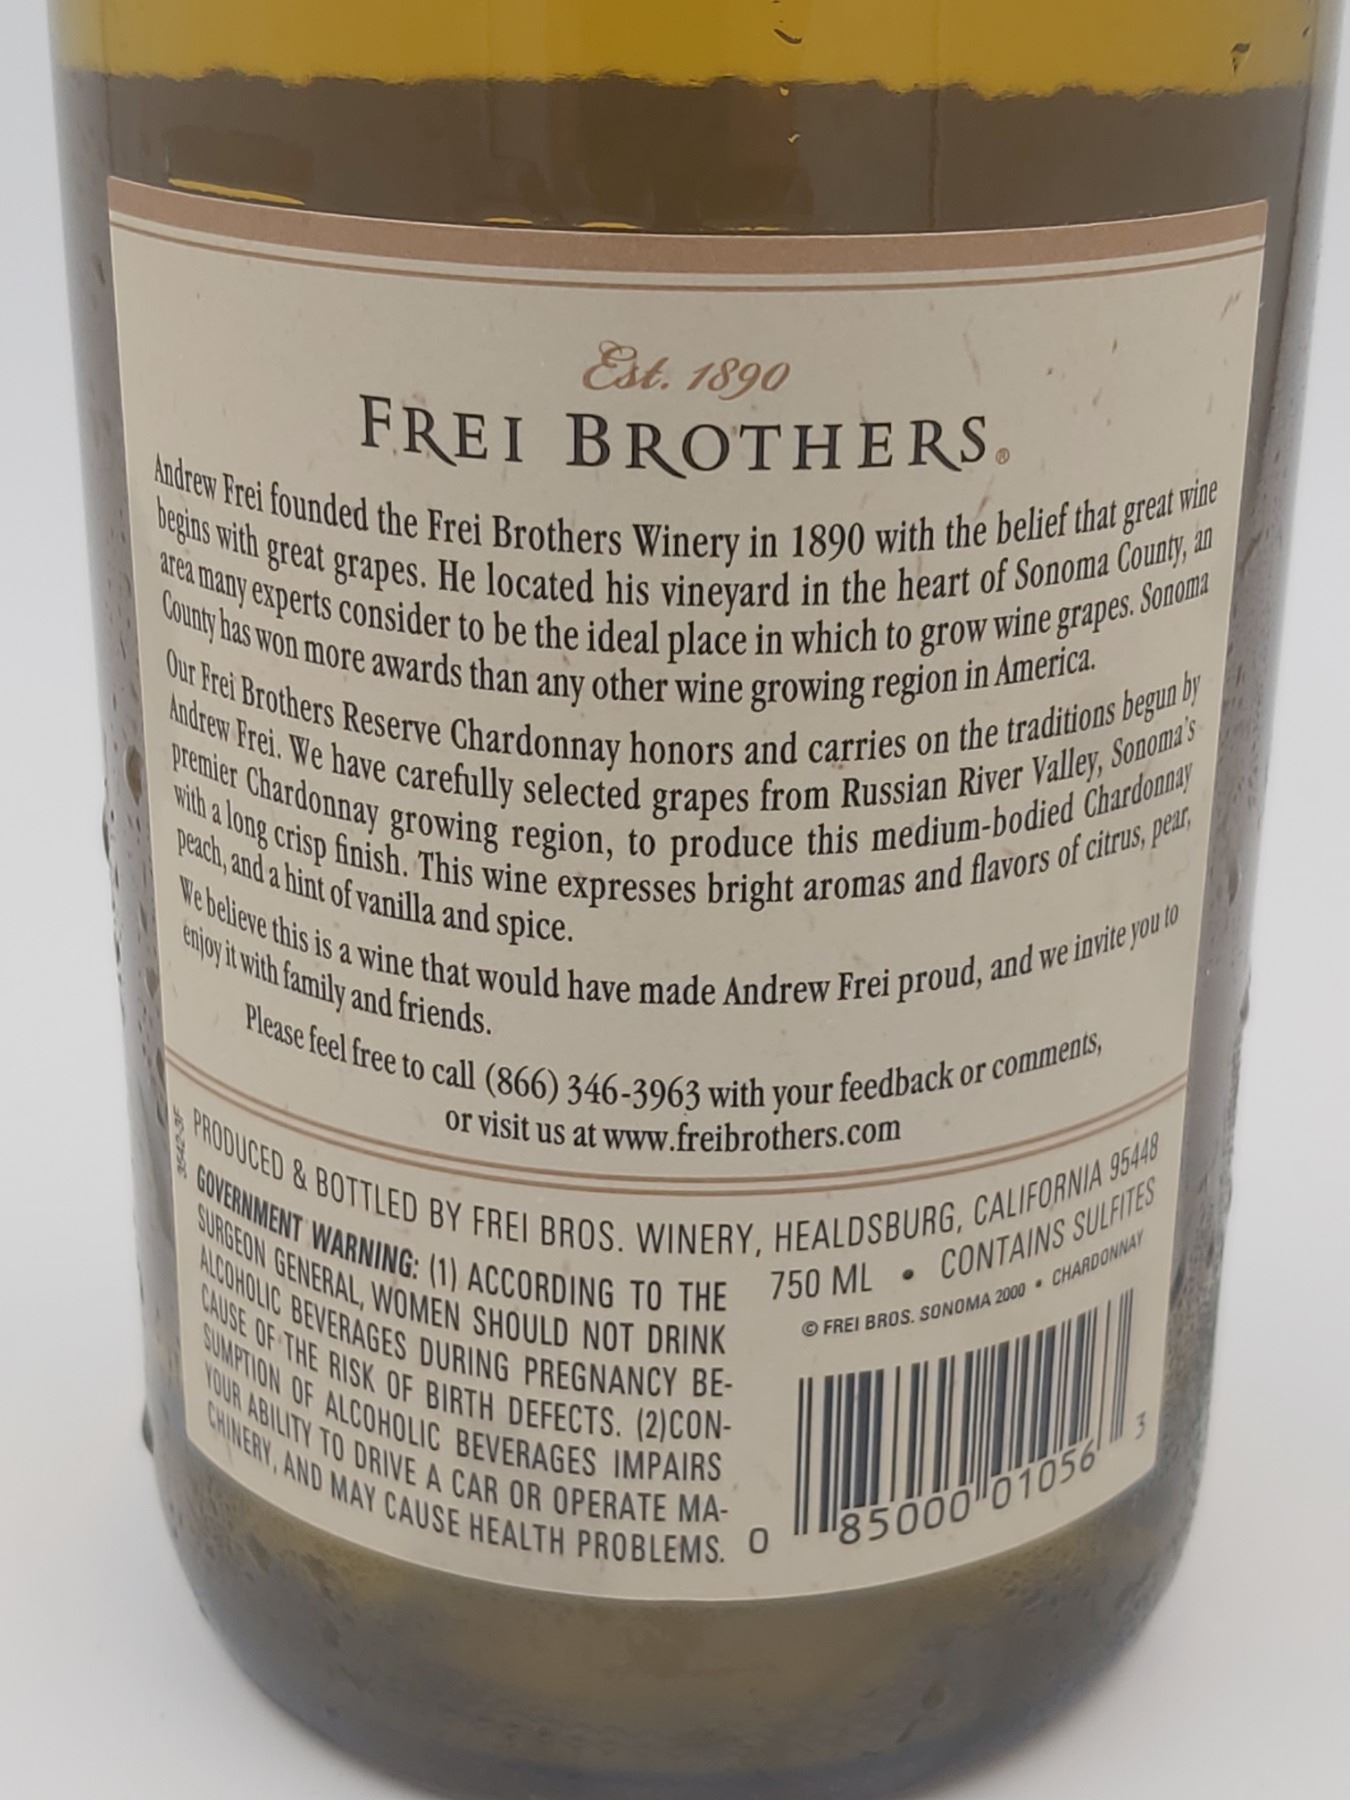 Est. 1890
FREI BROTHERS®
Andrew Frei founded the Frei Brothers Winery in 1890 with the belief that great wine
begins with great grapes. He located his vineyard in the heart of Sonoma County, an
area many experts consider to be the ideal place in which to grow wine grapes. Sonoma
County has won more awards than any other wine growing region in America.
Our Frei Brothers Reserve Chardonnay honors and carries on the traditions begun by
Andrew Frei. We have carefully selected grapes from Russian River Valley, Sonoma's
premier Chardonnay growing region, to produce this medium-bodied Chardonnay
with a long crisp finish. This wine expresses bright aromas and flavors of citrus, pear,
peach, and a hint of vanilla and spice.
We believe this is a wine that would have made Andrew Frei proud, and we invite you to
enjoy it with family and friends.
Please feel free to call (866) 346-3963 with your feedback or comments,
or visit us at www.freibrothers.com
3542-3F
PRODUCED & BOTTLED BY FREI BROS. WINERY, HEALDSBURG, CALIFORNIA 95448
GOVERNMENT WARNING: (1) ACCORDING TO THE
SURGEON GENERAL, WOMEN SHOULD NOT DRINK
ALCOHOLIC BEVERAGES DURING PREGNANCY BE-
CAUSE OF THE RISK OF BIRTH DEFECTS. (2)CON-
SUMPTION OF ALCOHOLIC BEVERAGES IMPAIRS
YOUR ABILITY TO DRIVE A CAR OR OPERATE MA-
CHINERY, AND MAY CAUSE HEALTH PROBLEMS.
750 ML • CONTAINS SULFITES
© FREI BROS. SONOMA 2000 • CHARDONNAY
0 85000 01056 3